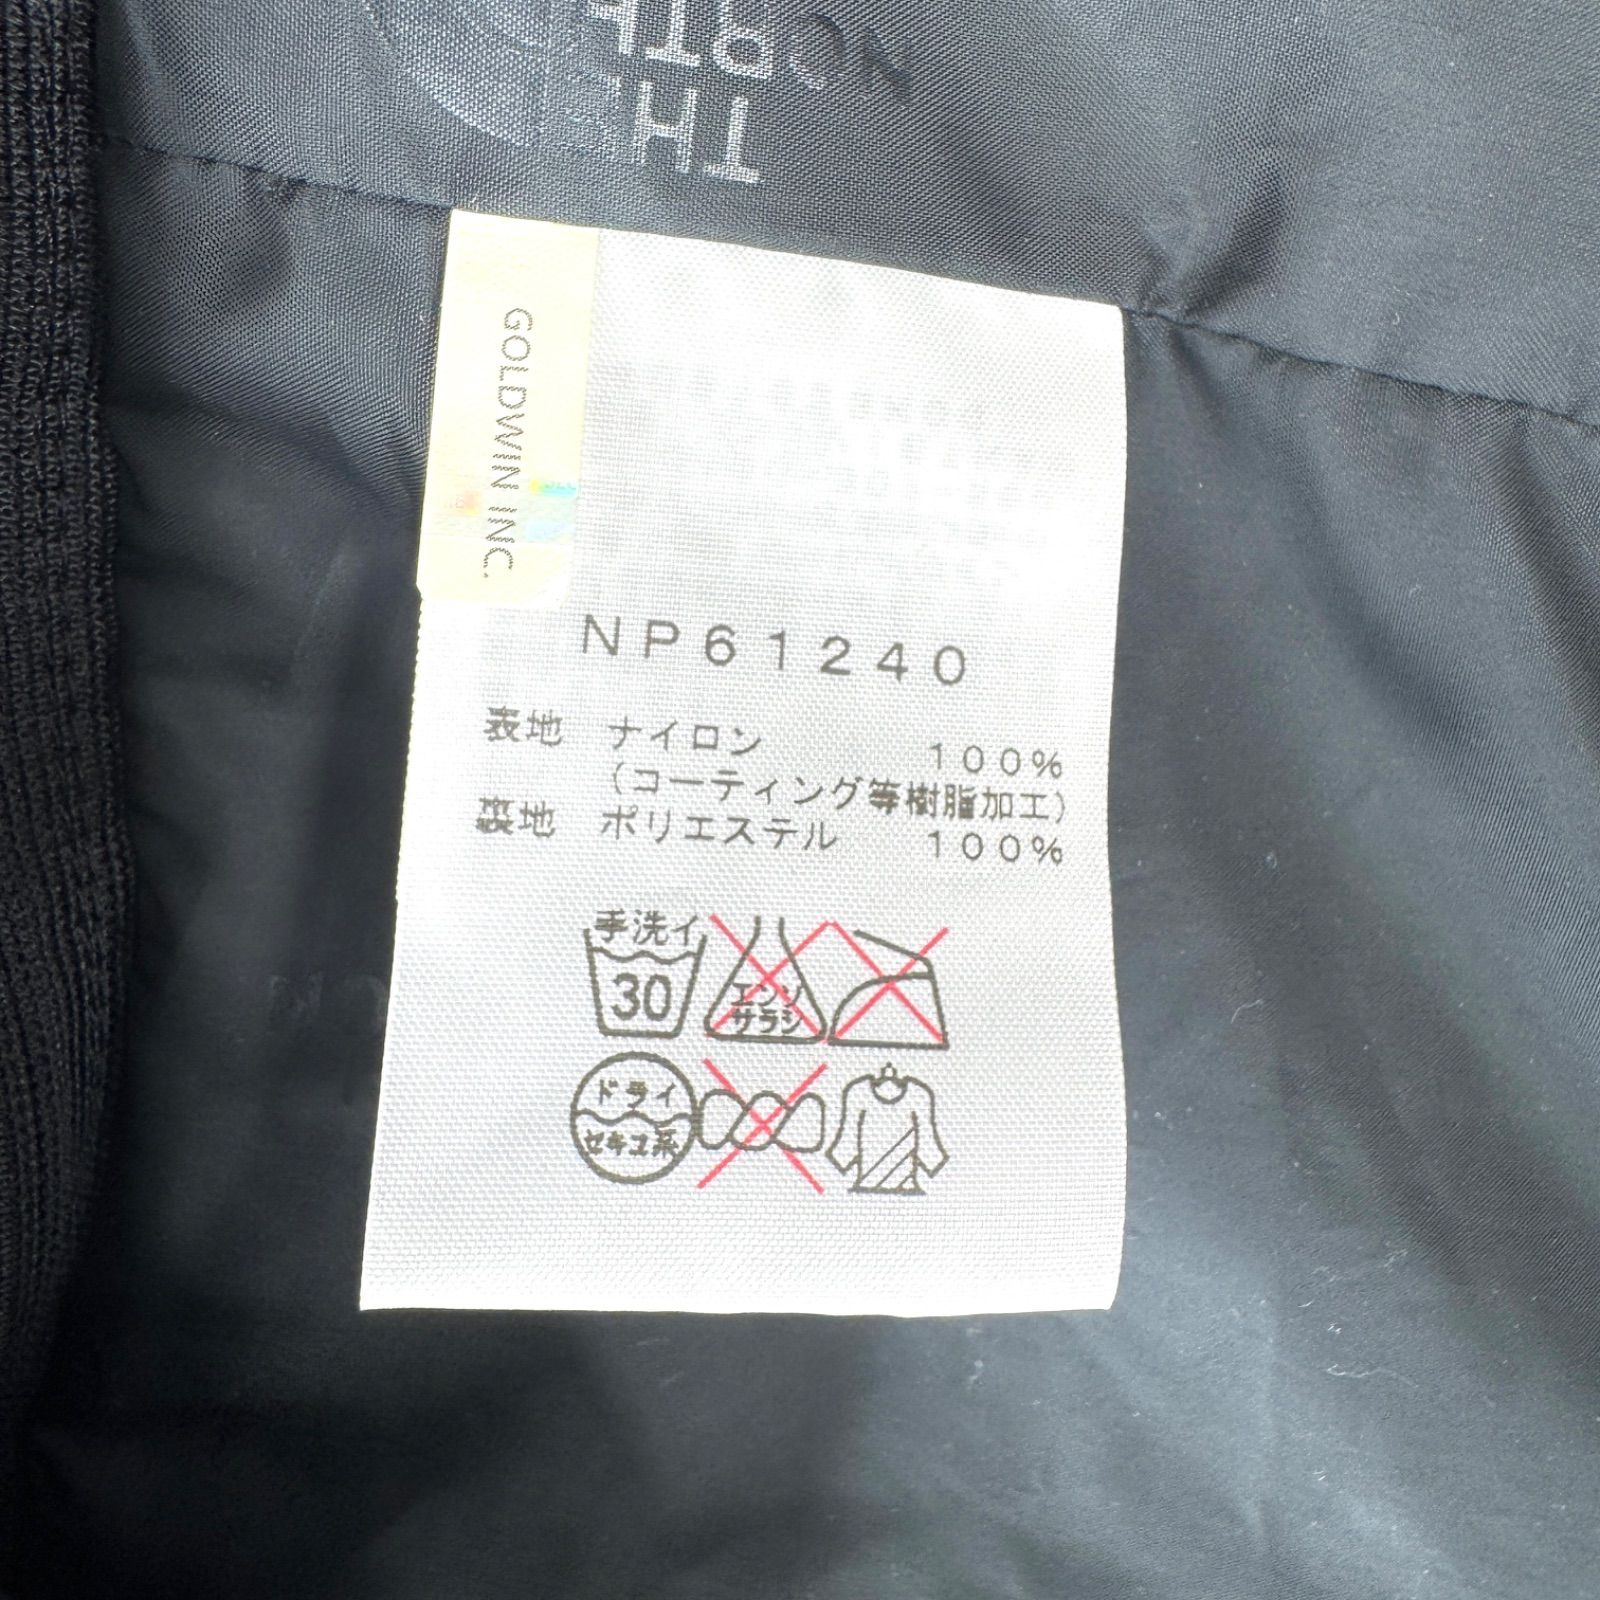 THE
NORTH
GOLDWIN INC.
NP61240
表地 ナイロン 100%
(コーティング等樹脂加工)
裏地 ポリエステル 100%
手洗イ
30
エンソ
サラシ
ドライ
セキユ系